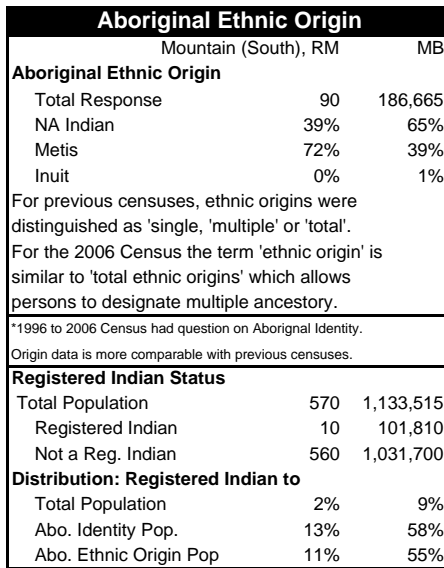 Aboriginal Ethnic Origin
Mountain (South), RM MB
Aboriginal Ethnic Origin
Total Response 90 186,665
NA Indian 39% 65%
Metis 72% 39%
Inuit 0% 1%
For previous censuses, ethnic origins were
distinguished as 'single, 'multiple' or 'total'.
For the 2006 Census the term 'ethnic origin' is
similar to 'total ethnic origins' which allows
persons to designate multiple ancestory.
*1996 to 2006 Census had question on Aborignal Identity.
Origin data is more comparable with previous censuses.
Registered Indian Status
Total Population 570 1,133,515
Registered Indian 10 101,810
Not a Reg. Indian 560 1,031,700
Distribution: Registered Indian to
Total Population 2% 9%
Abo. Identity Pop. 13% 58%
Abo. Ethnic Origin Pop 11% 55%